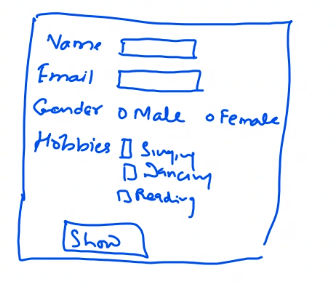 Name
Email
Gender Male Female
Hobbies Singing
Dancing
Reading
Show